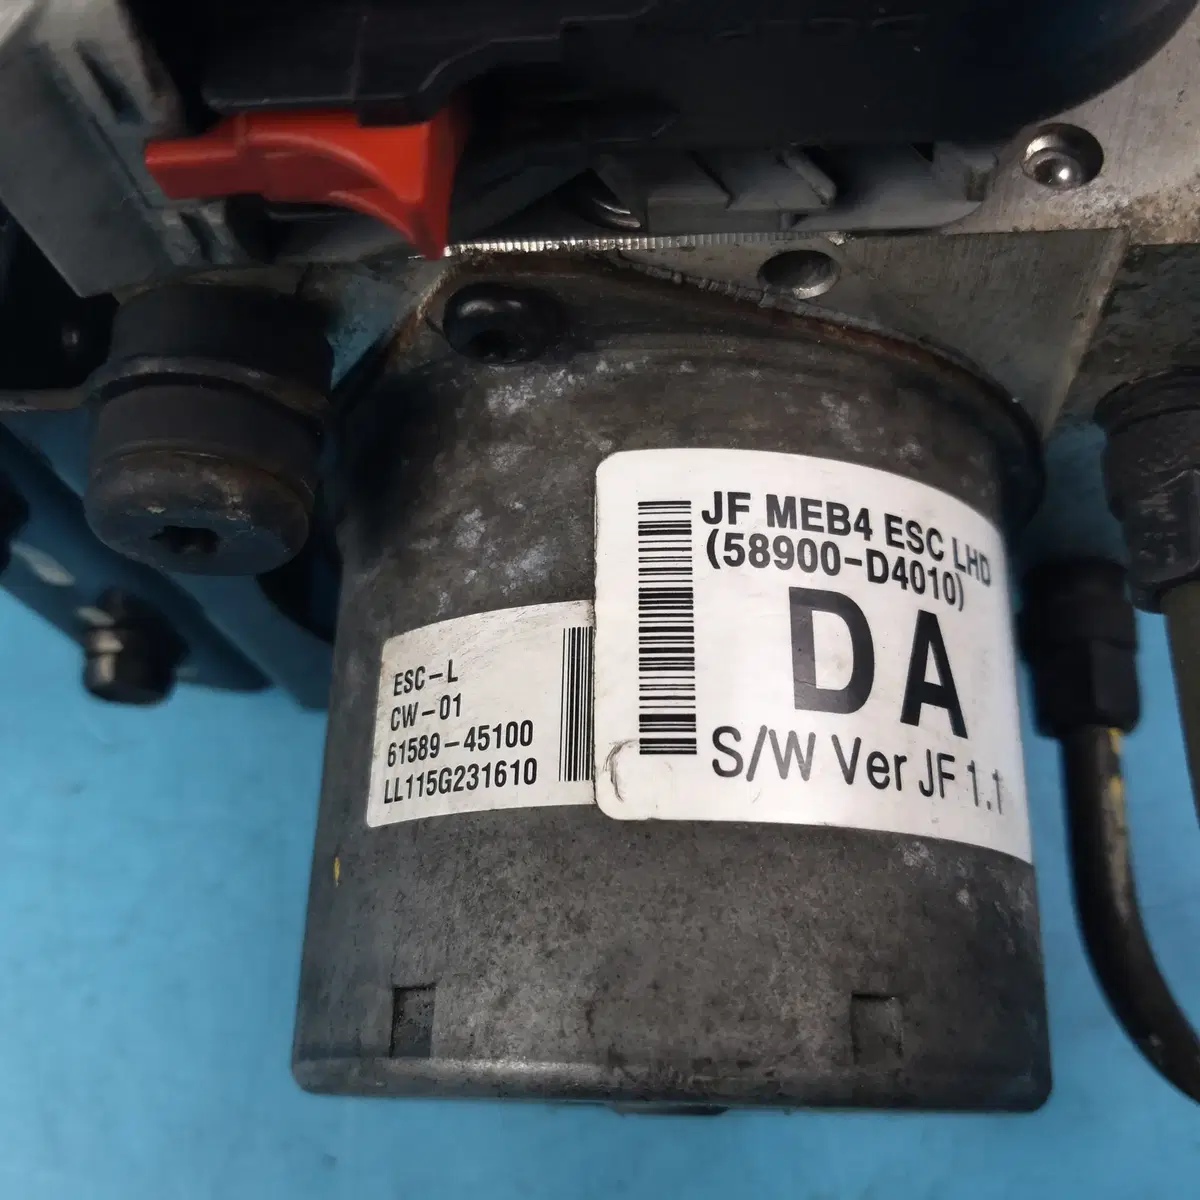 JF MEB4 ESC LHD
(58900-D4010)
DA
S/W Ver JF 1.1
ESC-L
CW-01
61589-45100
LL115G231610